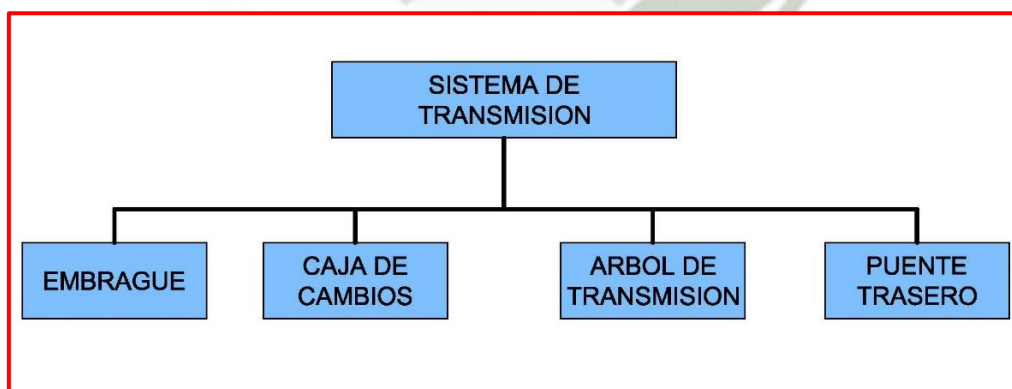 SISTEMA DE
TRANSMISION
EMBRAGUE
CAJA DE
CAMBIOS
ARBOL DE
TRANSMISION
PUENTE
TRASERO